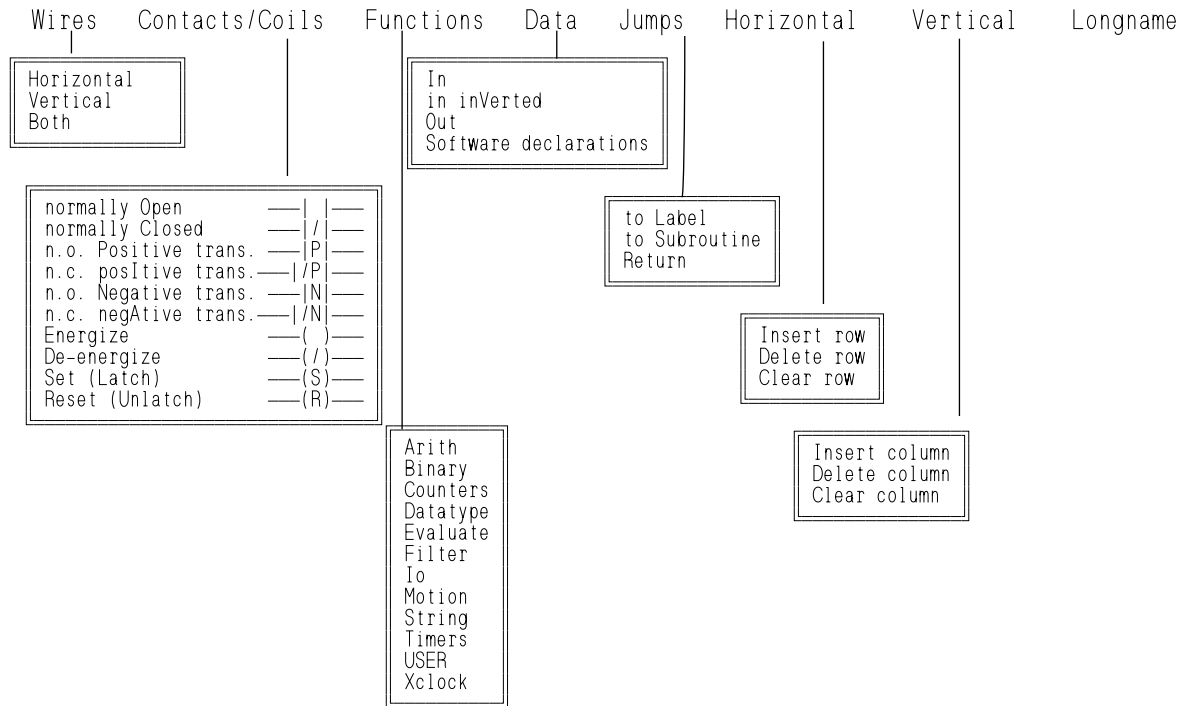 Wires Contacts/Coils Functions Data Jumps Horizontal Vertical Longname
Horizontal
Vertical
Both
In
in inVerted
Out
Software declarations
normally Open ——| |——
normally Closed ——|/|——
n.o. Positive trans. ——|P|——
n.c. posItive trans.——|/P|——
n.o. Negative trans. ——|N|——
n.c. negAtive trans.——|/N|——
Energize ——( )——
De-energize ——(/)——
Set (Latch) ——(S)——
Reset (Unlatch) ——(R)——
to Label
to Subroutine
Return
Insert row
Delete row
Clear row
Arith
Binary
Counters
Datatype
Evaluate
Filter
Io
Motion
String
Timers
USER
Xclock
Insert column
Delete column
Clear column